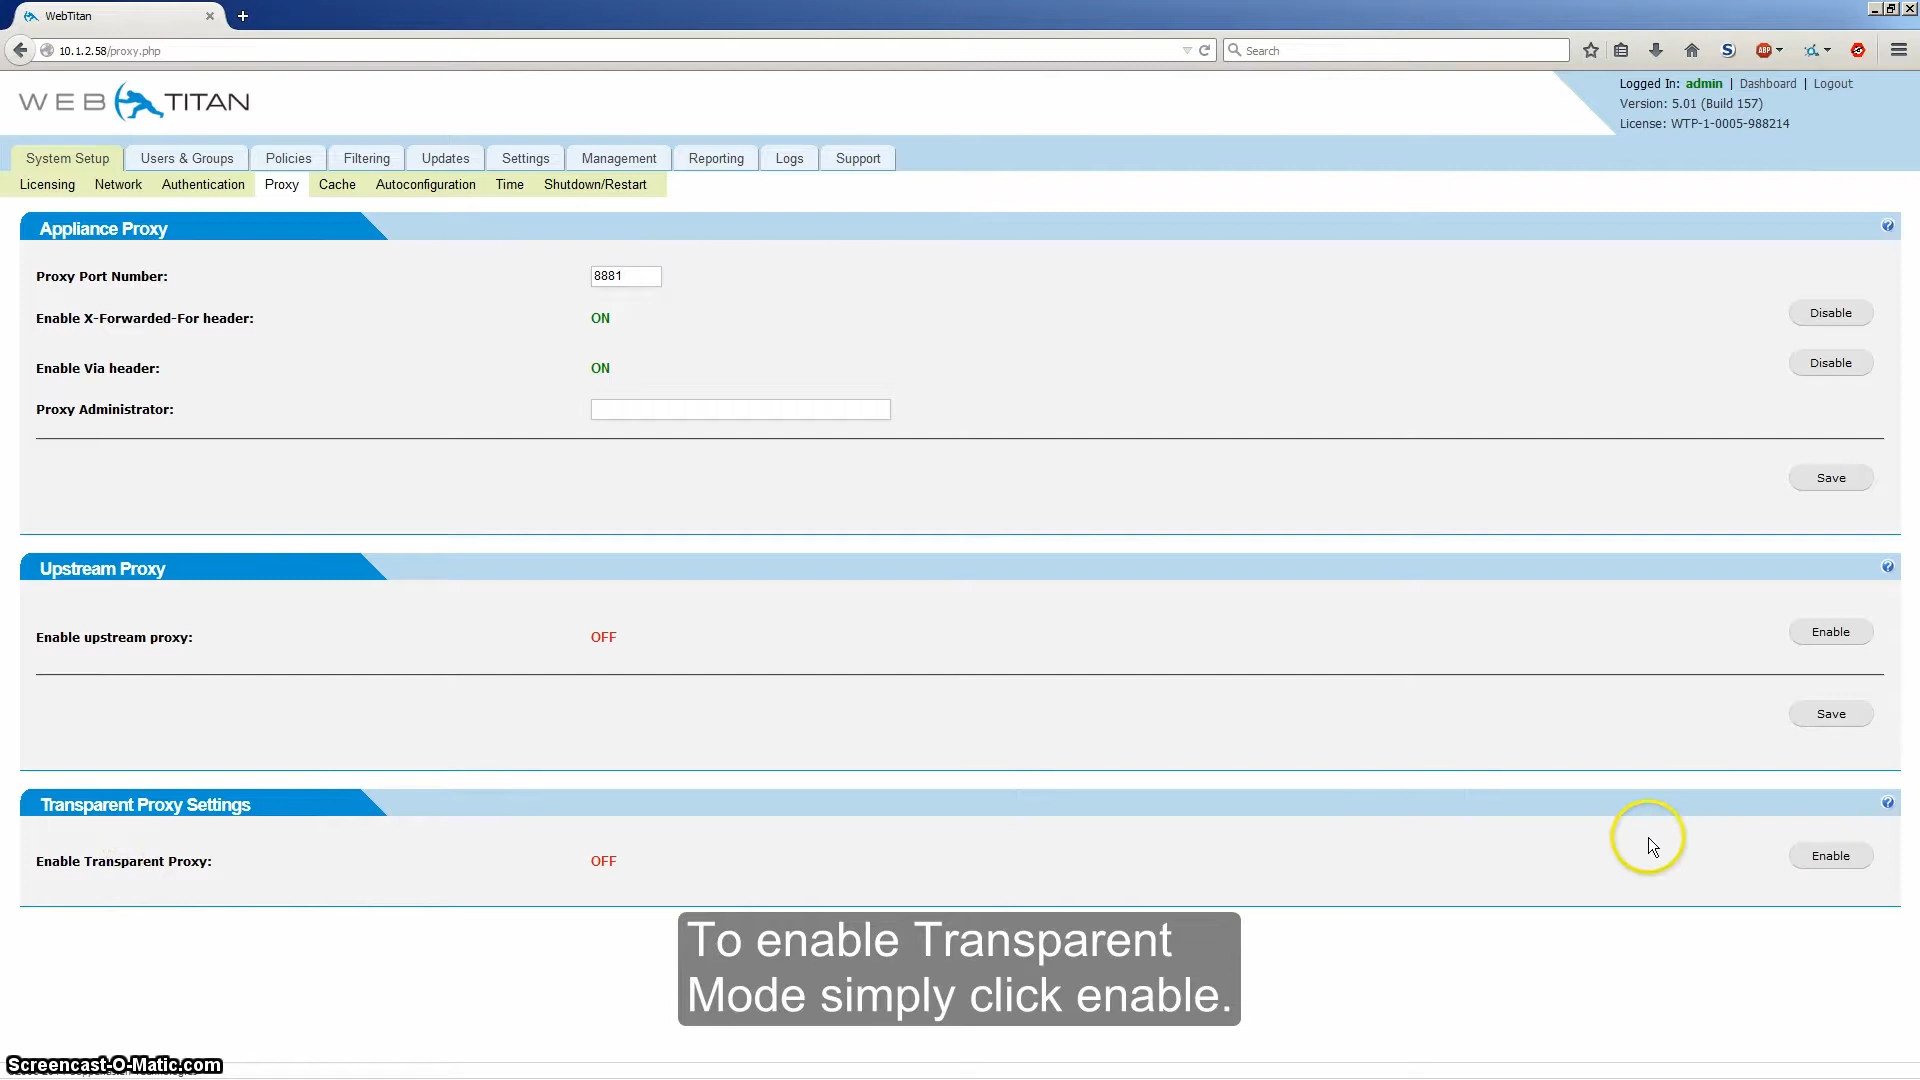 WebTitan
10.1.2.58/proxy.php
Search
S
ABP
WEB TITAN
Logged In: admin | Dashboard | Logout
Version: 5.01 (Build 157)
License: WTP-1-0005-988214
System Setup Users & Groups Policies Filtering Updates Settings Management Reporting Logs Support
Licensing Network Authentication Proxy Cache Autoconfiguration Time Shutdown/Restart
Appliance Proxy ?
Proxy Port Number: 8881
Enable X-Forwarded-For header: ON Disable
Enable Via header: ON Disable
Proxy Administrator:
Save
Upstream Proxy ?
Enable upstream proxy: OFF Enable
Save
Transparent Proxy Settings ?
Enable Transparent Proxy: OFF Enable
To enable Transparent
Mode simply click enable.
Screencast-O-Matic.com